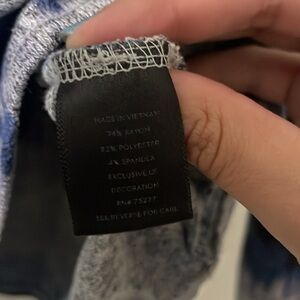 MADE IN VIETNAM
74% RAYON
22% POLYESTER
4% SPANDEX
EXCLUSIVE OF
DECORATION
RN# 75277
SEE REVERSE FOR CARE